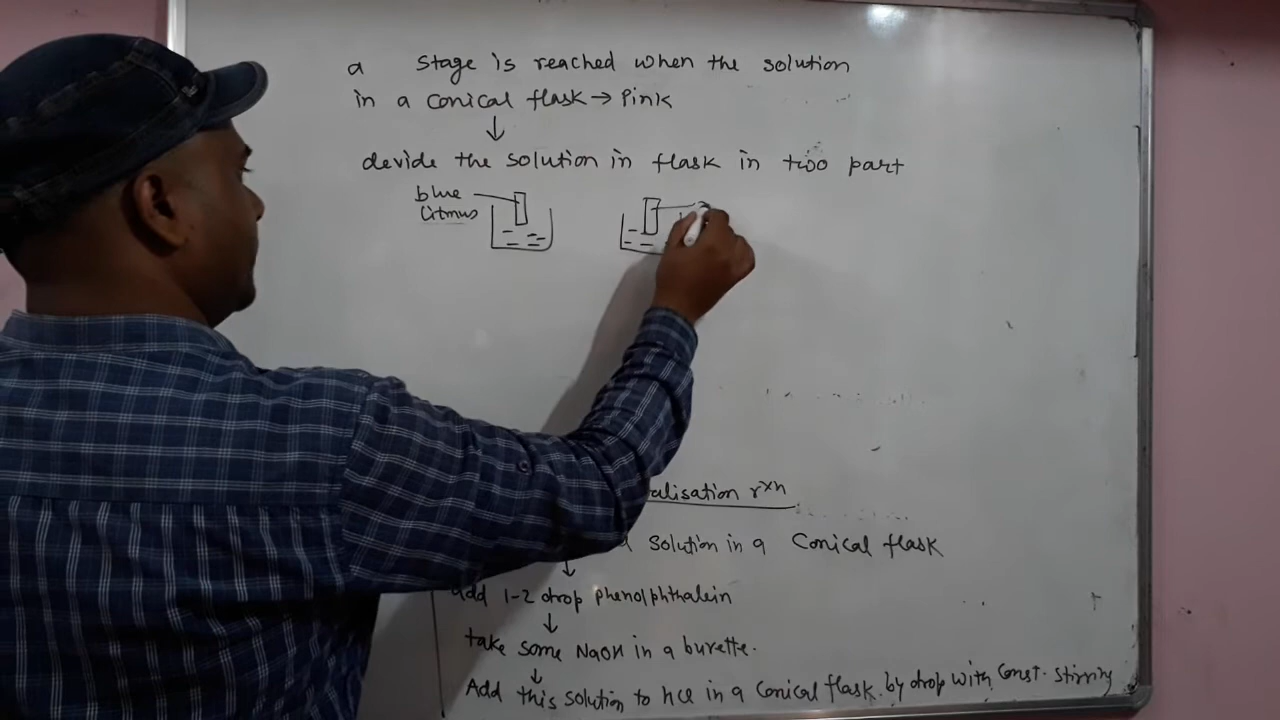 a stage is reached when the solution
in a conical flask → Pink
↓
devide the solution in flask in two part
blue
Litmus
alisation rxn
Solution in a Conical flask
↓
add 1-2 drop phenolphthalein
↓
take some NaOH in a burette.
↓
Add this solution to HCl in a Conical flask by drop with const. stirring